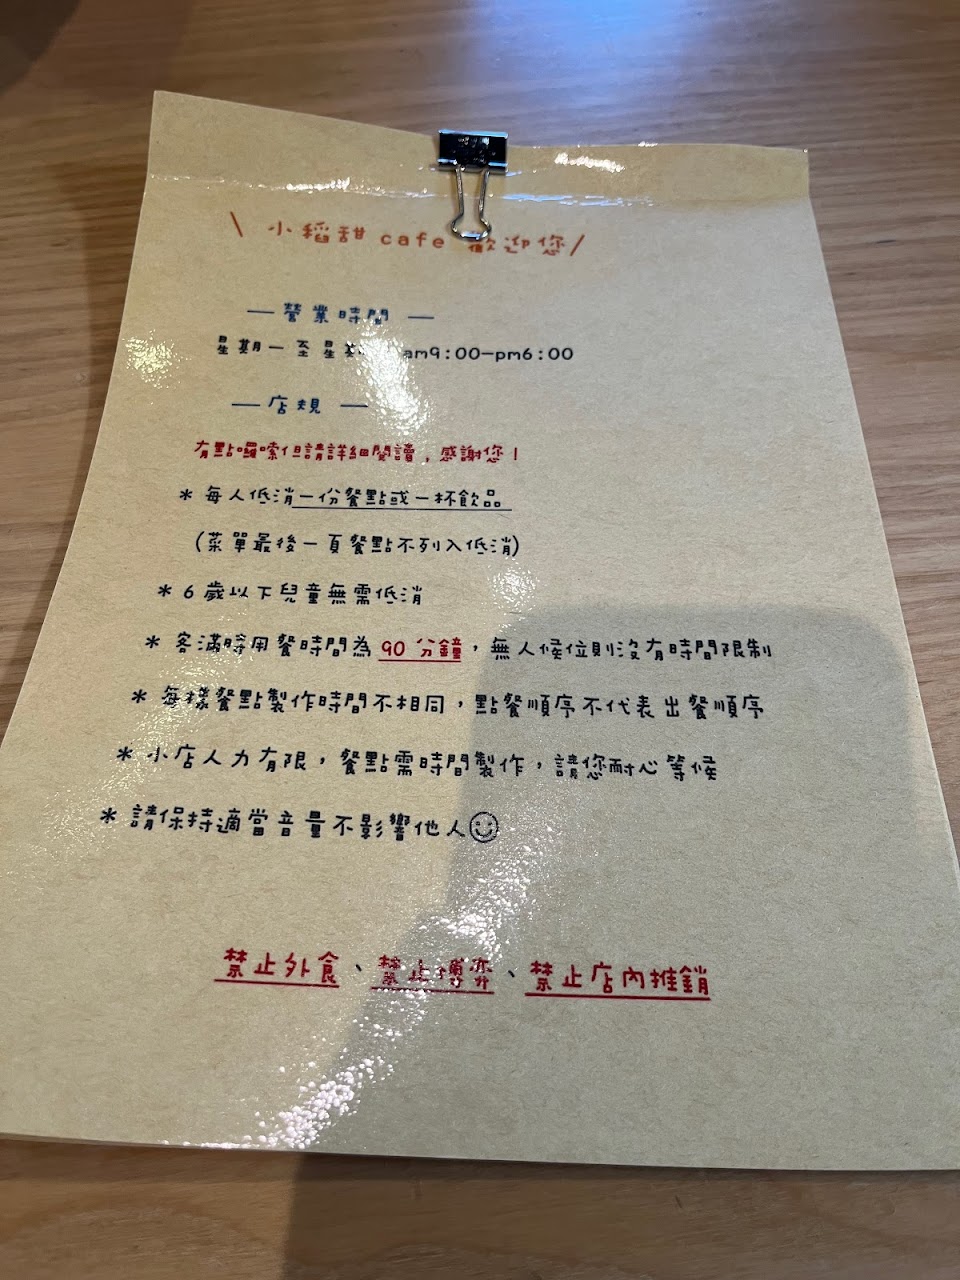 \ 小稻甜 cafe 歡迎您/
— 營業時間 —
星期一 至 星期 am9:00-pm6:00
— 店規 —
有點囉嗦但請詳細閱讀，感謝您！
* 每人低消一份餐點或一杯飲品
(菜單最後一頁餐點不列入低消)
* 6 歲以下兒童無需低消
* 客滿時用餐時間為 90 分鐘，無人候位則沒有時間限制
* 每樣餐點製作時間不相同，點餐順序不代表出餐順序
* 小店人力有限，餐點需時間製作，請您耐心等候
* 請保持適當音量不影響他人☺
禁止外食、禁止博弈、禁止店內推銷